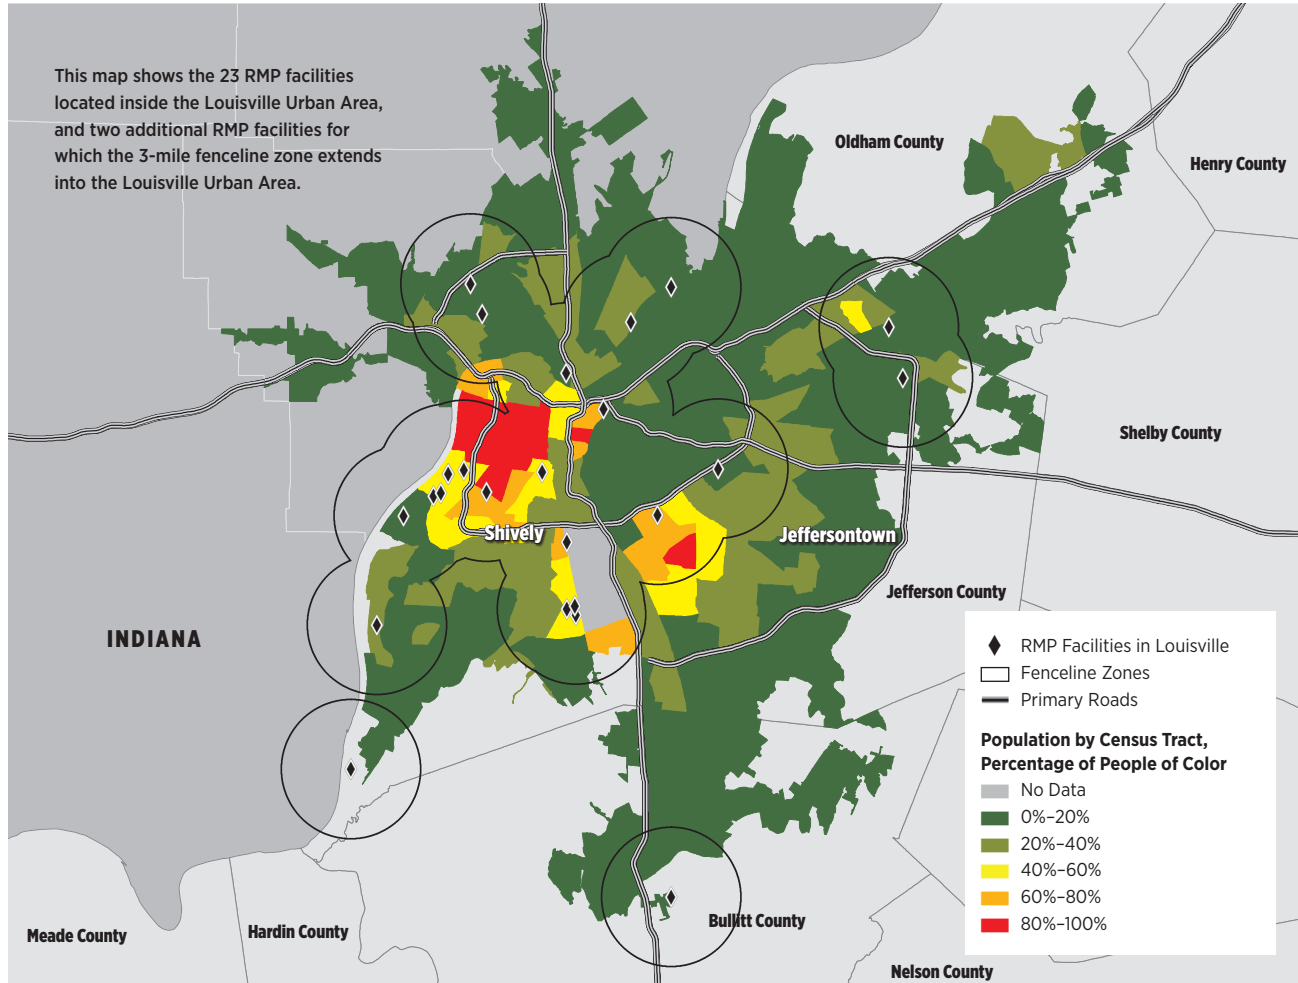 This map shows the 23 RMP facilities
located inside the Louisville Urban Area,
and two additional RMP facilities for
which the 3-mile fenceline zone extends
into the Louisville Urban Area.
Oldham County
Henry County
Shelby County
Shively
Jeffersontown
Jefferson County
INDIANA
RMP Facilities in Louisville
Fenceline Zones
Primary Roads
Population by Census Tract,
Percentage of People of Color
No Data
0%–20%
20%–40%
40%–60%
60%–80%
80%–100%
Meade County
Hardin County
Bullitt County
Nelson County